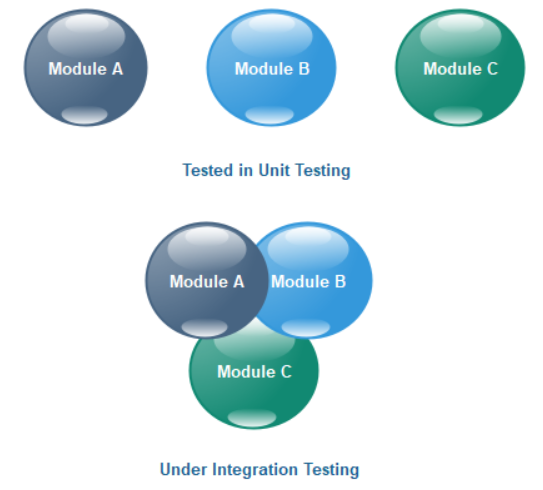 Module A
Module B
Module C
Tested in Unit Testing
Module A
Module B
Module C
Under Integration Testing